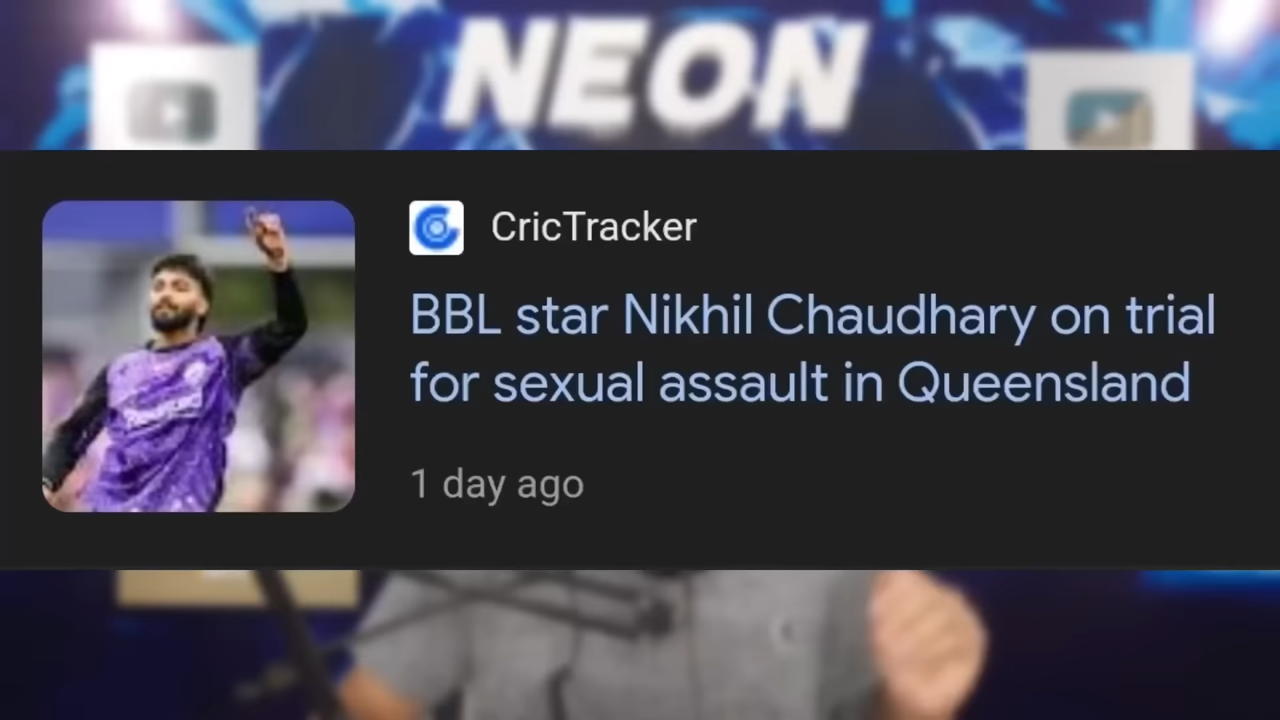 NEON
CricTracker
BBL star Nikhil Chaudhary on trial
for sexual assault in Queensland
1 day ago